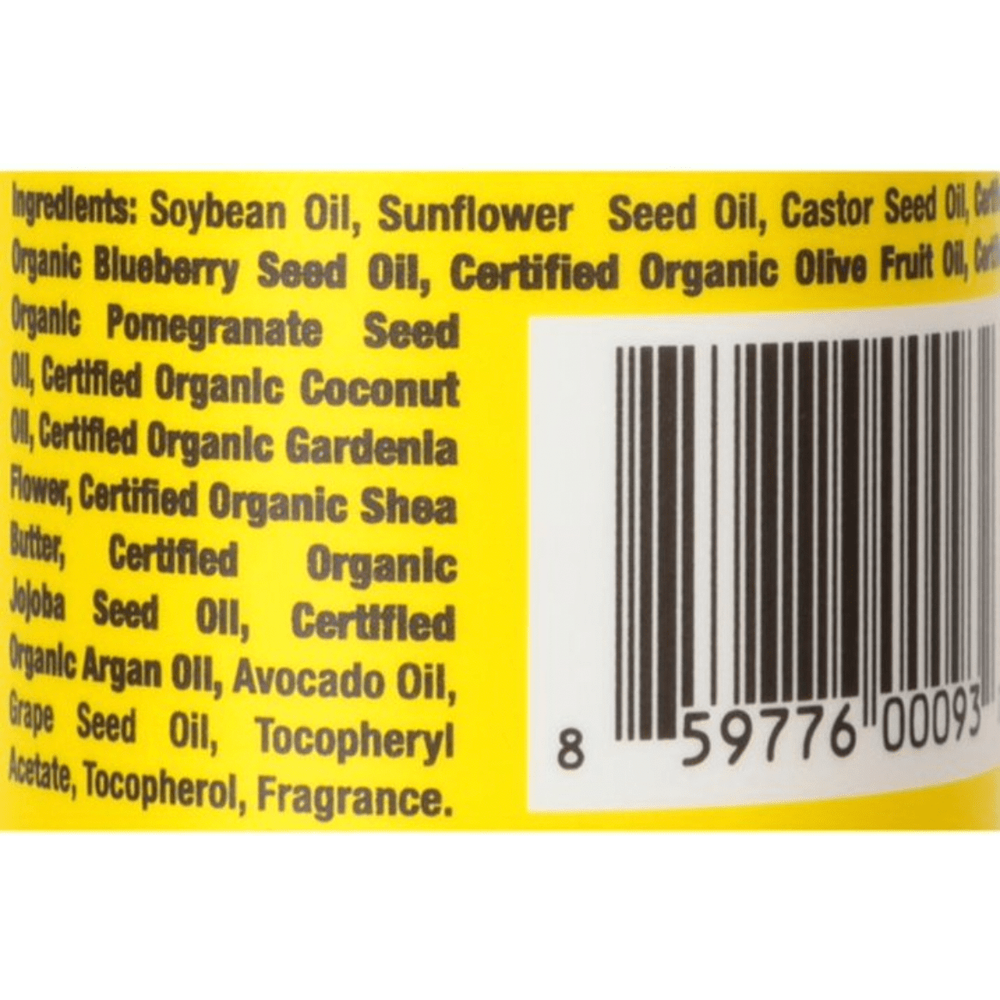 Ingredients: Soybean Oil, Sunflower Seed Oil, Castor Seed Oil,
Organic Blueberry Seed Oil, Certified Organic Olive Fruit Oil,
Organic Pomegranate Seed
Oil, Certified Organic Coconut
Oil, Certified Organic Gardenia
Flower, Certified Organic Shea
Butter, Certified Organic
Jojoba Seed Oil, Certified
Organic Argan Oil, Avocado Oil,
Grape Seed Oil, Tocopheryl
Acetate, Tocopherol, Fragrance.
8 59776 00093